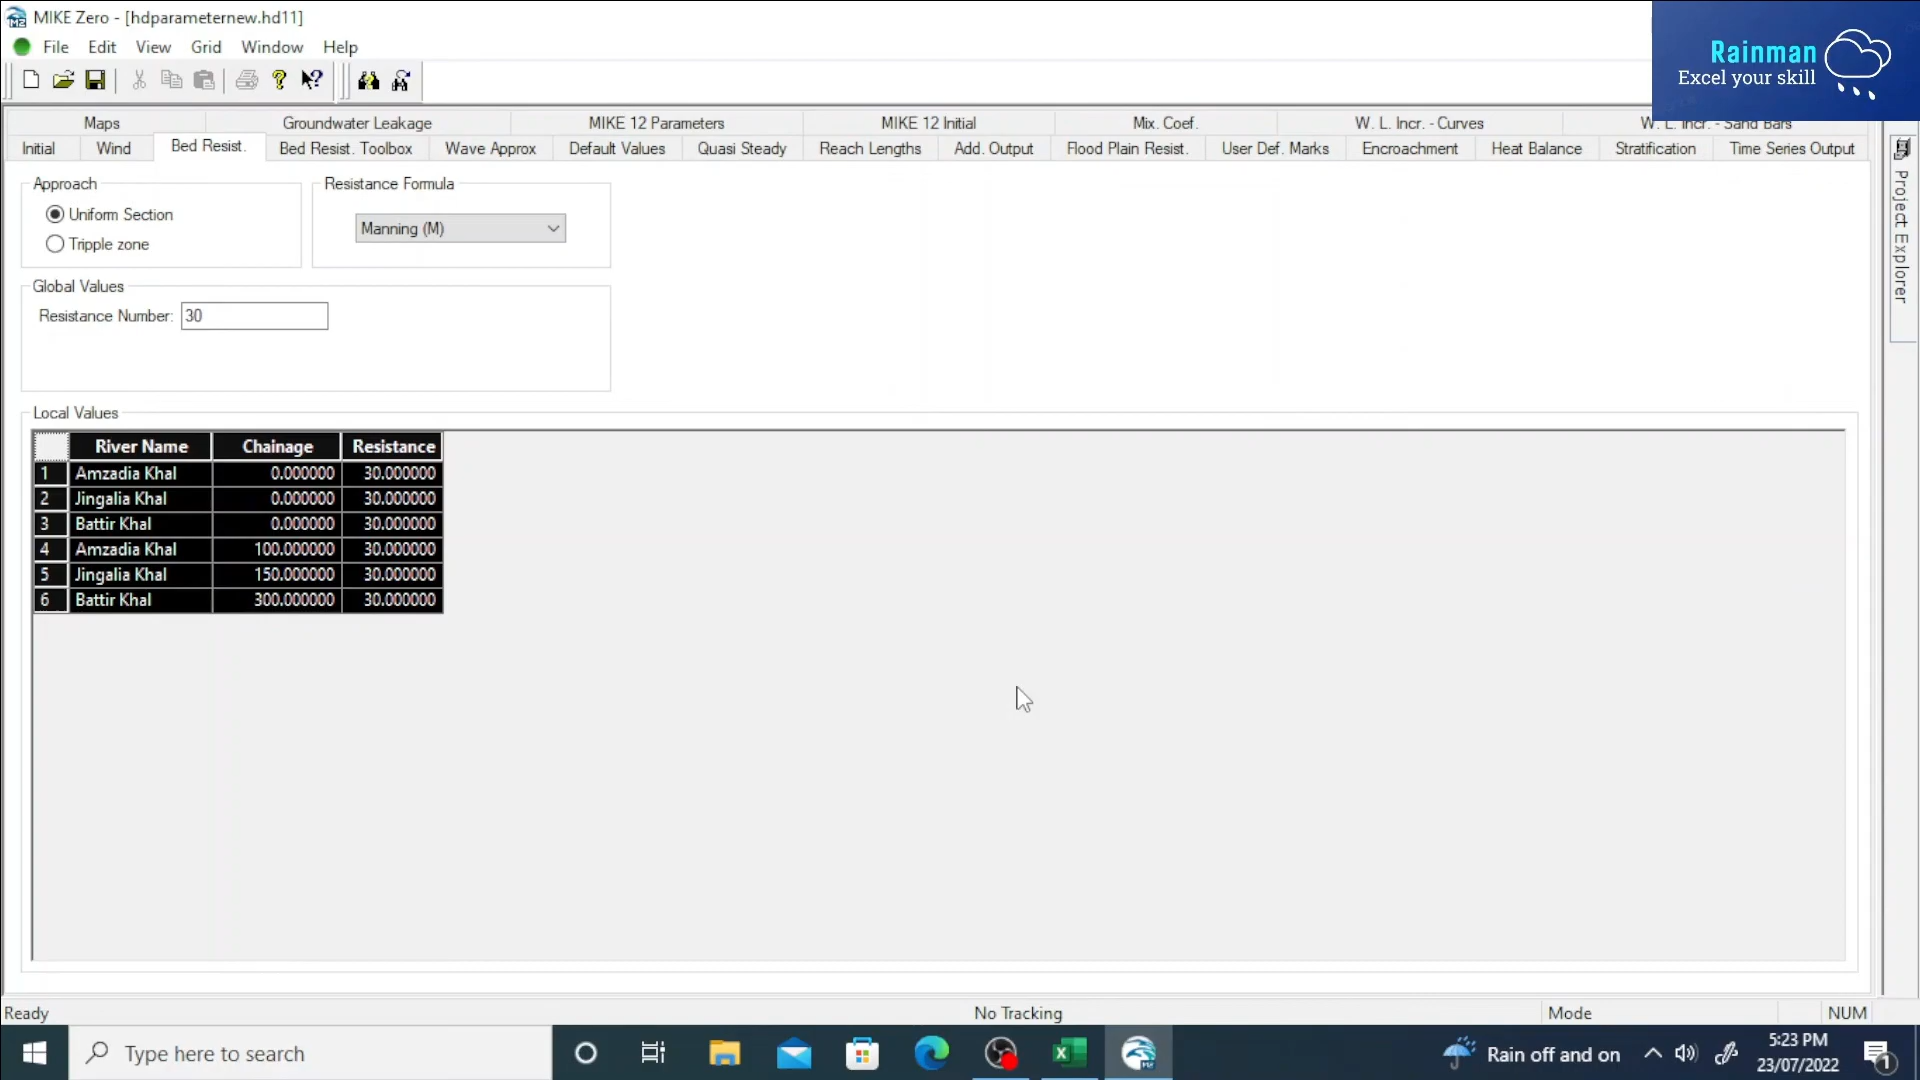 MIKE Zero - [hdparameternew.hd11]
File Edit View Grid Window Help
Rainman
Excel your skill
Maps Groundwater Leakage MIKE 12 Parameters MIKE 12 Initial Mix. Coef. W. L. Incr. - Curves W. L. Incr. - Sand Bars
Initial Wind Bed Resist. Bed Resist. Toolbox Wave Approx Default Values Quasi Steady Reach Lengths Add. Output Flood Plain Resist. User Def. Marks Encroachment Heat Balance Stratification Time Series Output
Project Explorer
Approach Resistance Formula
Uniform Section Manning (M)
Tripple zone
Global Values
Resistance Number: 30
Local Values
River Name Chainage Resistance
1 Amzadia Khal 0.000000 30.000000
2 Jingalia Khal 0.000000 30.000000
3 Battir Khal 0.000000 30.000000
4 Amzadia Khal 100.000000 30.000000
5 Jingalia Khal 150.000000 30.000000
6 Battir Khal 300.000000 30.000000
Ready No Tracking Mode NUM
Type here to search Rain off and on 5:23 PM
23/07/2022 1